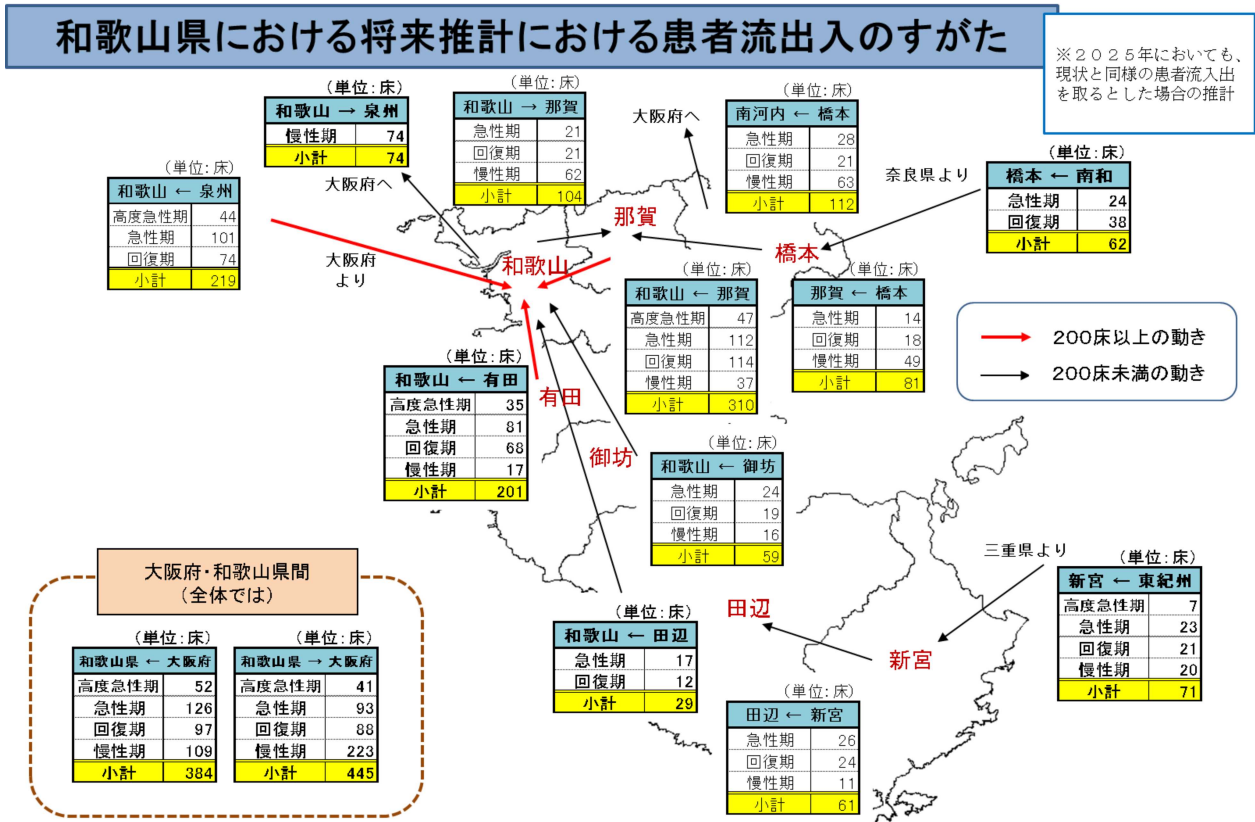 和歌山県における将来推計における患者流出入のすがた
※2025年においても、
現状と同様の患者流入出
を取るとした場合の推計
(単位:床)
和歌山 → 泉州
慢性期 74
小計 74
(単位:床)
和歌山 → 那賀
急性期 21
回復期 21
慢性期 62
小計 104
(単位:床)
南河内 ← 橋本
急性期 28
回復期 21
慢性期 63
小計 112
大阪府へ
(単位:床)
橋本 ← 南和
急性期 24
回復期 38
小計 62
奈良県より
(単位:床)
和歌山 ← 泉州
高度急性期 44
急性期 101
回復期 74
小計 219
大阪府へ
大阪府
より
那賀
橋本
和歌山
(単位:床)
和歌山 ← 那賀
高度急性期 47
急性期 112
回復期 114
慢性期 37
小計 310
(単位:床)
那賀 ← 橋本
急性期 14
回復期 18
慢性期 49
小計 81
200床以上の動き
200床未満の動き
(単位:床)
和歌山 ← 有田
高度急性期 35
急性期 81
回復期 68
慢性期 17
小計 201
有田
御坊
(単位:床)
和歌山 ← 御坊
急性期 24
回復期 19
慢性期 16
小計 59
三重県より
(単位:床)
新宮 ← 東紀州
高度急性期 7
急性期 23
回復期 21
慢性期 20
小計 71
田辺
新宮
(単位:床)
和歌山 ← 田辺
急性期 17
回復期 12
小計 29
(単位:床)
田辺 ← 新宮
急性期 26
回復期 24
慢性期 11
小計 61
大阪府・和歌山県間
(全体では)
(単位:床)
和歌山県 ← 大阪府
高度急性期 52
急性期 126
回復期 97
慢性期 109
小計 384
(単位:床)
和歌山県 → 大阪府
高度急性期 41
急性期 93
回復期 88
慢性期 223
小計 445